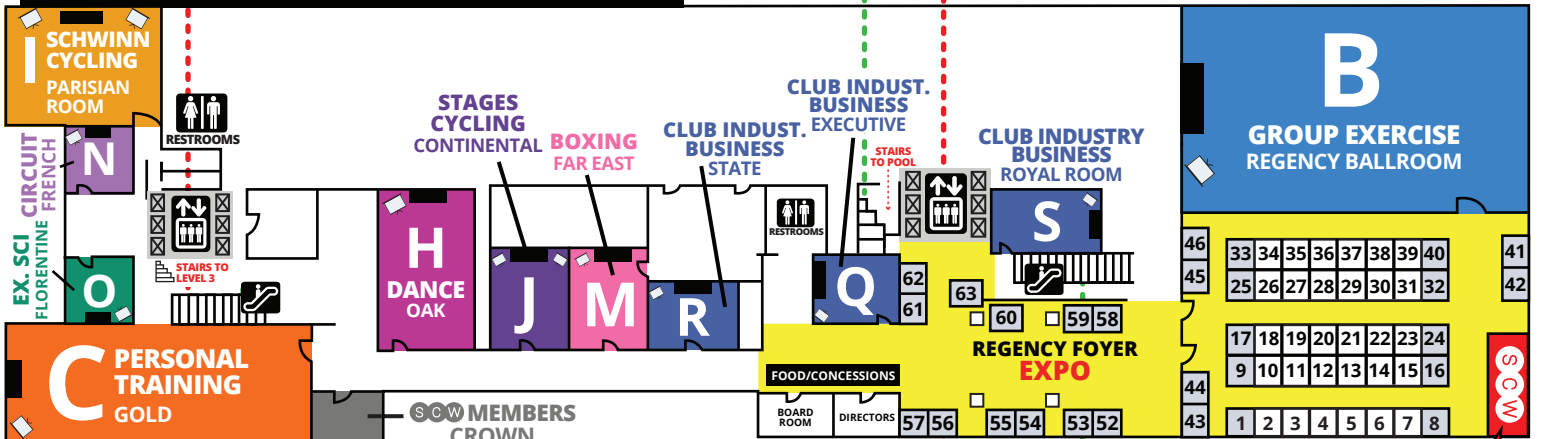 I
SCHWINN
CYCLING
PARISIAN
ROOM
RESTROOMS
CIRCUIT
FRENCH
N
EX. SCI
FLORENTINE
O
STAIRS TO
LEVEL 3
C
PERSONAL
TRAINING
GOLD
SCW MEMBERS
CROWN
H
DANCE
OAK
STAGES
CYCLING
CONTINENTAL
J
BOXING
FAR EAST
M
CLUB INDUST.
BUSINESS
STATE
R
RESTROOMS
CLUB INDUST.
BUSINESS
EXECUTIVE
Q
STAIRS
TO POOL
CLUB INDUSTRY
BUSINESS
ROYAL ROOM
S
B
GROUP EXERCISE
REGENCY BALLROOM
62
61
63
60
59 58
REGENCY FOYER
EXPO
FOOD/CONCESSIONS
BOARD
ROOM
DIRECTORS
57 56
55 54
53 52
46
45
44
43
33 34 35 36 37 38 39 40
25 26 27 28 29 30 31 32
17 18 19 20 21 22 23 24
9 10 11 12 13 14 15 16
1 2 3 4 5 6 7 8
41
42
SCW